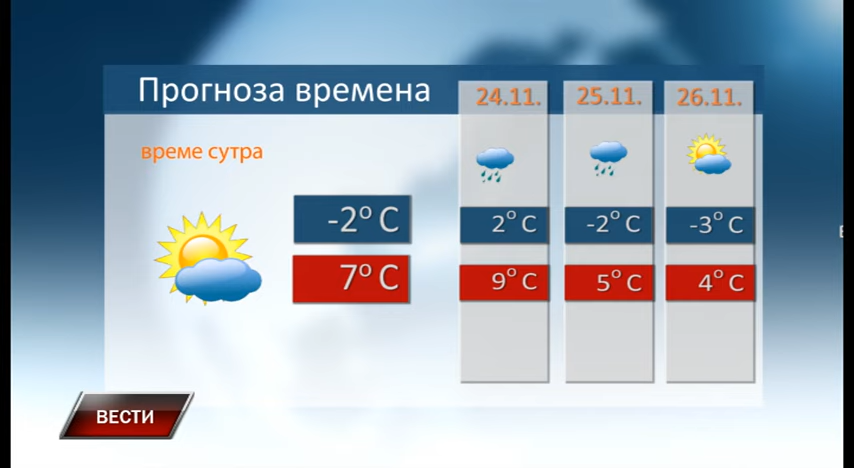 Прогноза времена
време сутра
-2° C
7° C
24.11.
2° C
9° C
25.11.
-2° C
5° C
26.11.
-3° C
4° C
ВЕСТИ